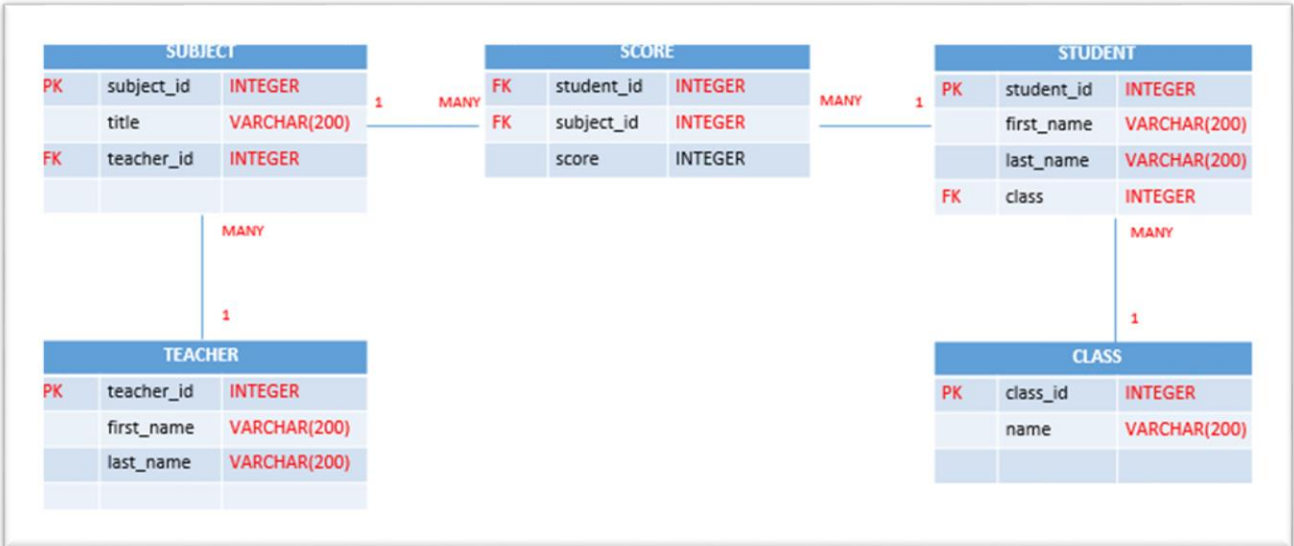 SUBJECT
PK subject_id INTEGER
title VARCHAR(200)
FK teacher_id INTEGER
1 MANY
SCORE
FK student_id INTEGER
FK subject_id INTEGER
score INTEGER
MANY 1
STUDENT
PK student_id INTEGER
first_name VARCHAR(200)
last_name VARCHAR(200)
FK class INTEGER
MANY
1
MANY
1
TEACHER
PK teacher_id INTEGER
first_name VARCHAR(200)
last_name VARCHAR(200)
CLASS
PK class_id INTEGER
name VARCHAR(200)